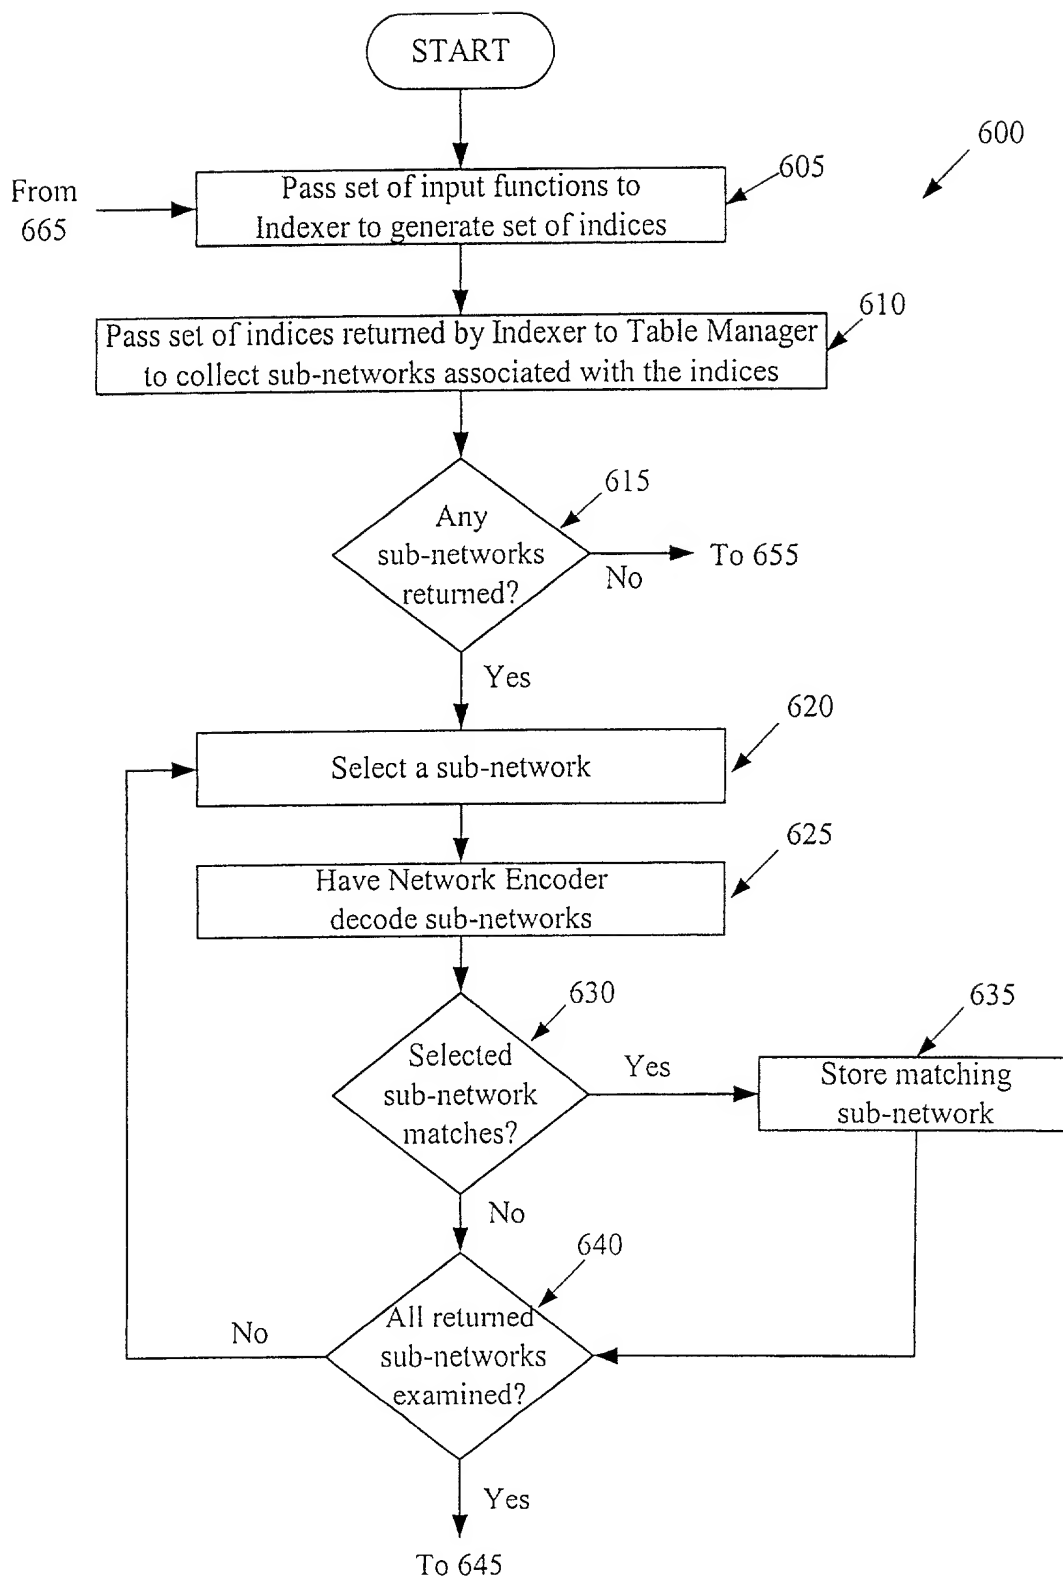 START
600
605
From
665
Pass set of input functions to
Indexer to generate set of indices
610
Pass set of indices returned by Indexer to Table Manager
to collect sub-networks associated with the indices
615
Any
sub-networks
returned?
No
To 655
Yes
620
Select a sub-network
625
Have Network Encoder
decode sub-networks
630
635
Selected
sub-network
matches?
Yes
Store matching
sub-network
No
640
All returned
sub-networks
examined?
No
Yes
To 645